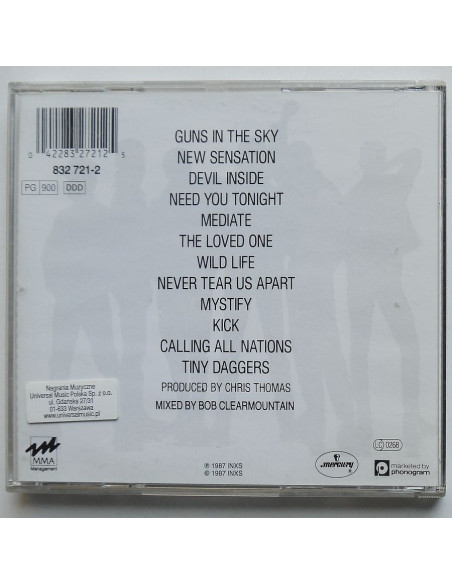 0 42283 27212 5
832 721-2
PG 900 DDD
GUNS IN THE SKY
NEW SENSATION
DEVIL INSIDE
NEED YOU TONIGHT
MEDIATE
THE LOVED ONE
WILD LIFE
NEVER TEAR US APART
MYSTIFY
KICK
CALLING ALL NATIONS
TINY DAGGERS
PRODUCED BY CHRIS THOMAS
MIXED BY BOB CLEARMOUNTAIN
Nagrania Muzyczne
Universal Music Polska Sp. z o.o.
ul. Gdańska 27/31
01-633 Warszawa
www.universalmusic.pl
MMA
Management
℗ 1987 INXS
© 1987 INXS
mercury
LC 0268
marketed by
phonogram